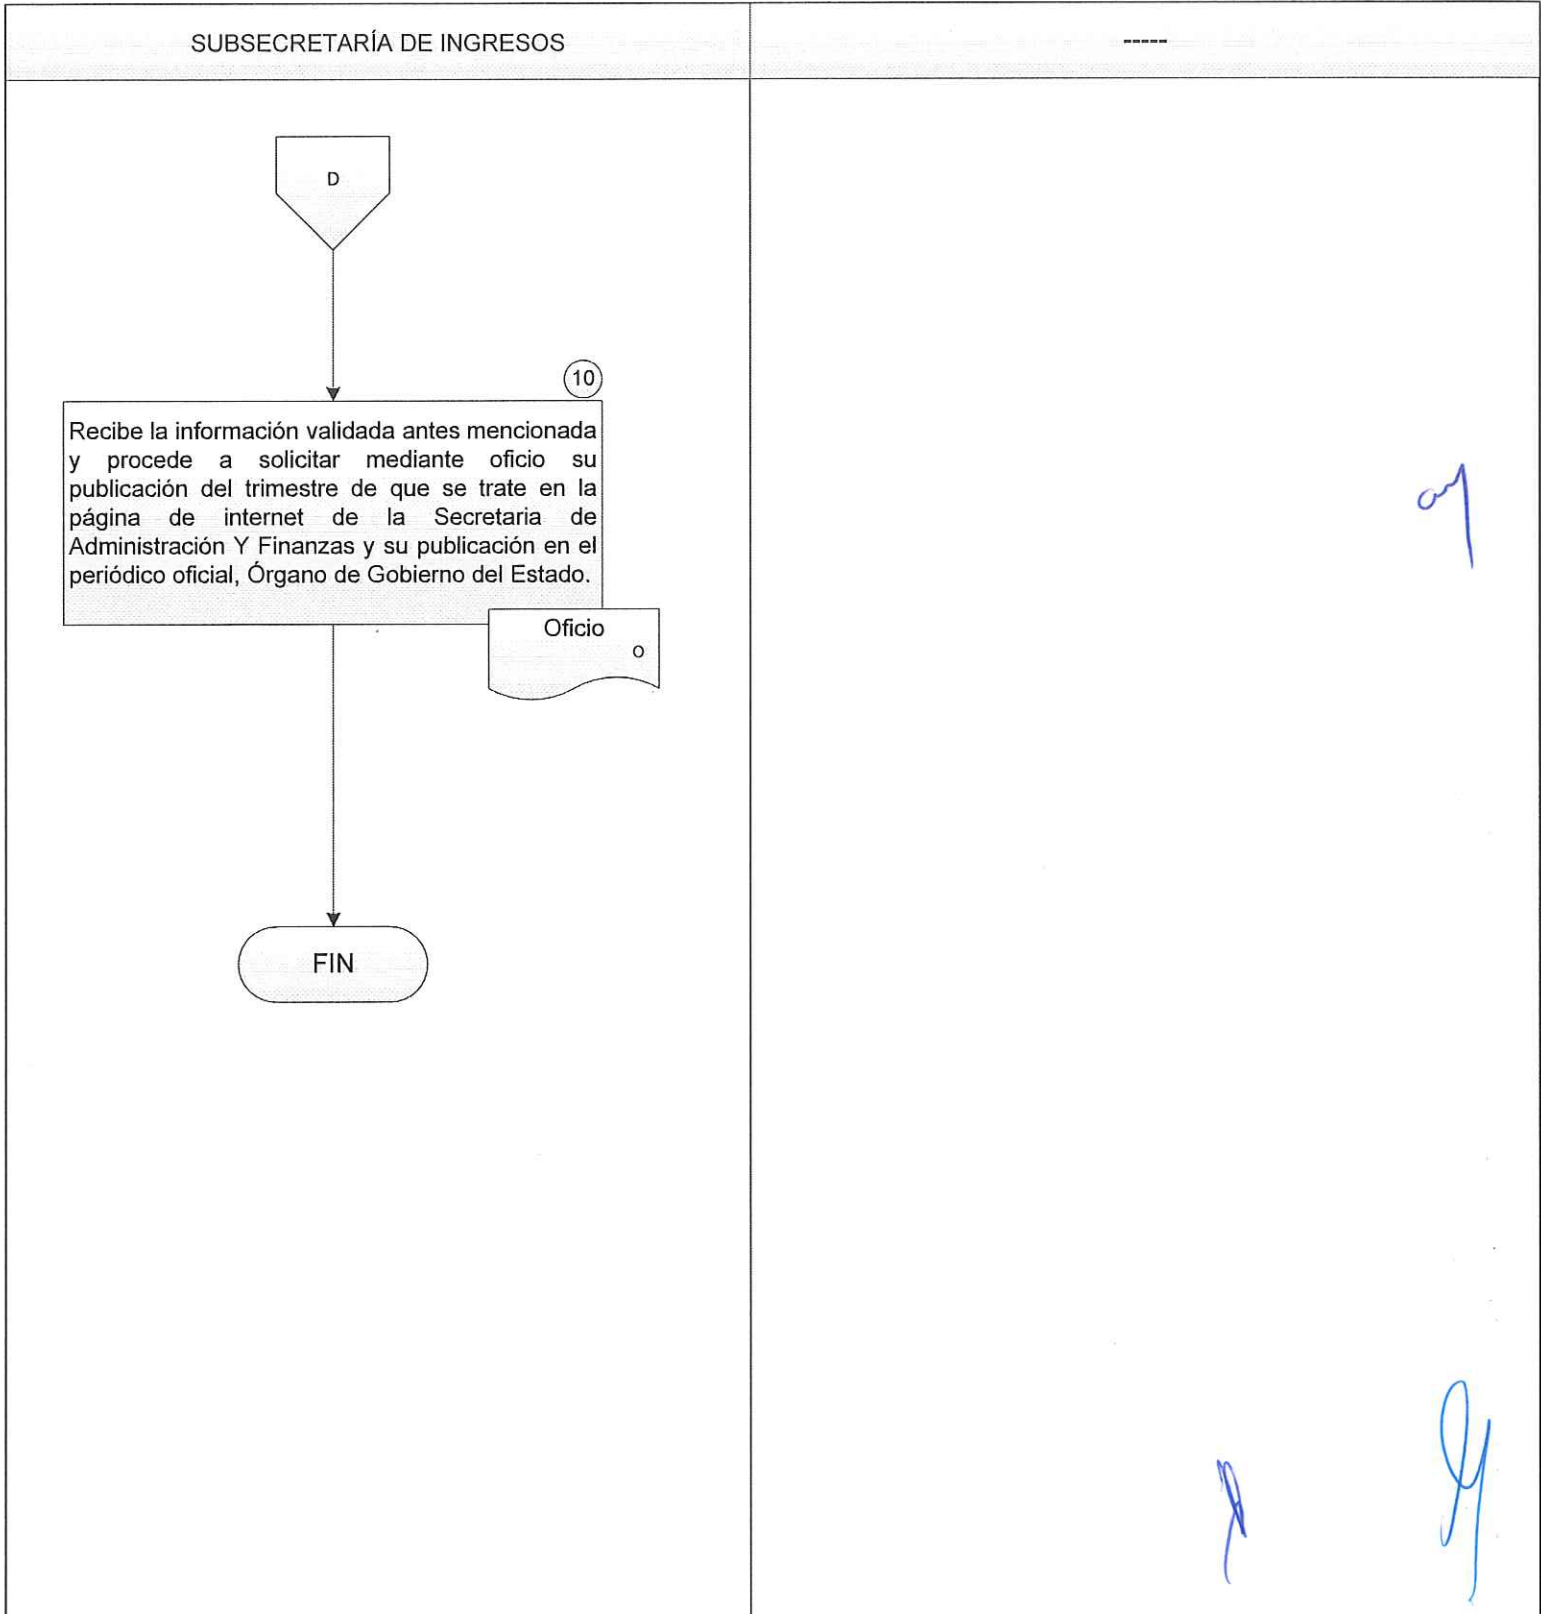 SUBSECRETARÍA DE INGRESOS
-----
D
10
Recibe la información validada antes mencionada
y procede a solicitar mediante oficio su
publicación del trimestre de que se trate en la
página de internet de la Secretaria de
Administración Y Finanzas y su publicación en el
periódico oficial, Órgano de Gobierno del Estado.
Oficio
O
FIN